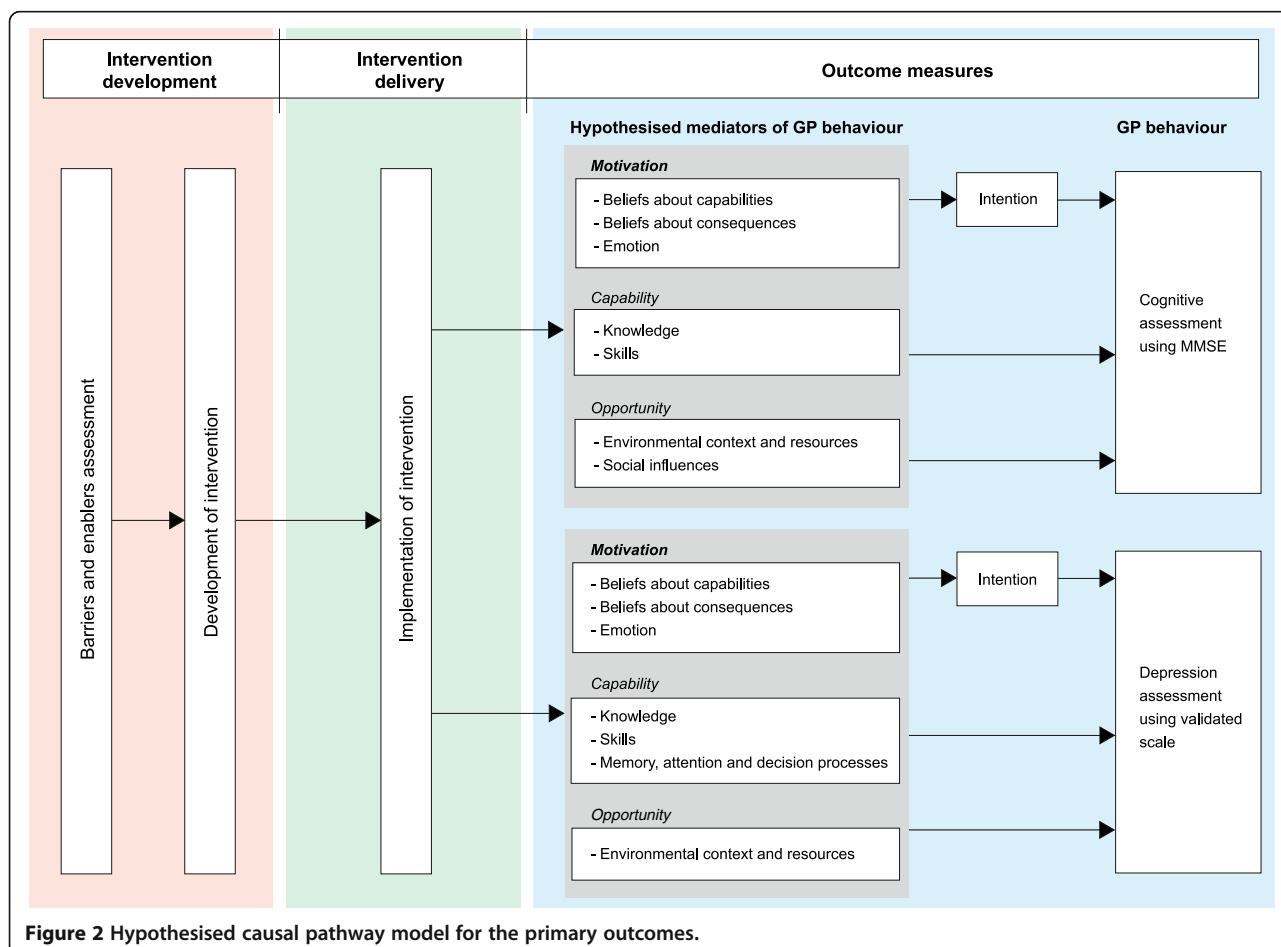 Intervention
development
Intervention
delivery
Outcome measures
Hypothesised mediators of GP behaviour
GP behaviour
Barriers and enablers assessment
Development of intervention
Implementation of intervention
Motivation
- Beliefs about capabilities
- Beliefs about consequences
- Emotion
Intention
Capability
- Knowledge
- Skills
Opportunity
- Environmental context and resources
- Social influences
Cognitive
assessment
using MMSE
Motivation
- Beliefs about capabilities
- Beliefs about consequences
- Emotion
Intention
Capability
- Knowledge
- Skills
- Memory, attention and decision processes
Opportunity
- Environmental context and resources
Depression
assessment
using validated
scale
Figure 2 Hypothesised causal pathway model for the primary outcomes.